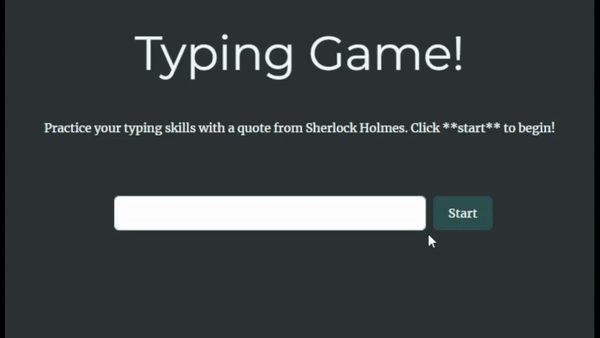 Typing Game!
Practice your typing skills with a quote from Sherlock Holmes. Click **start** to begin!
Start